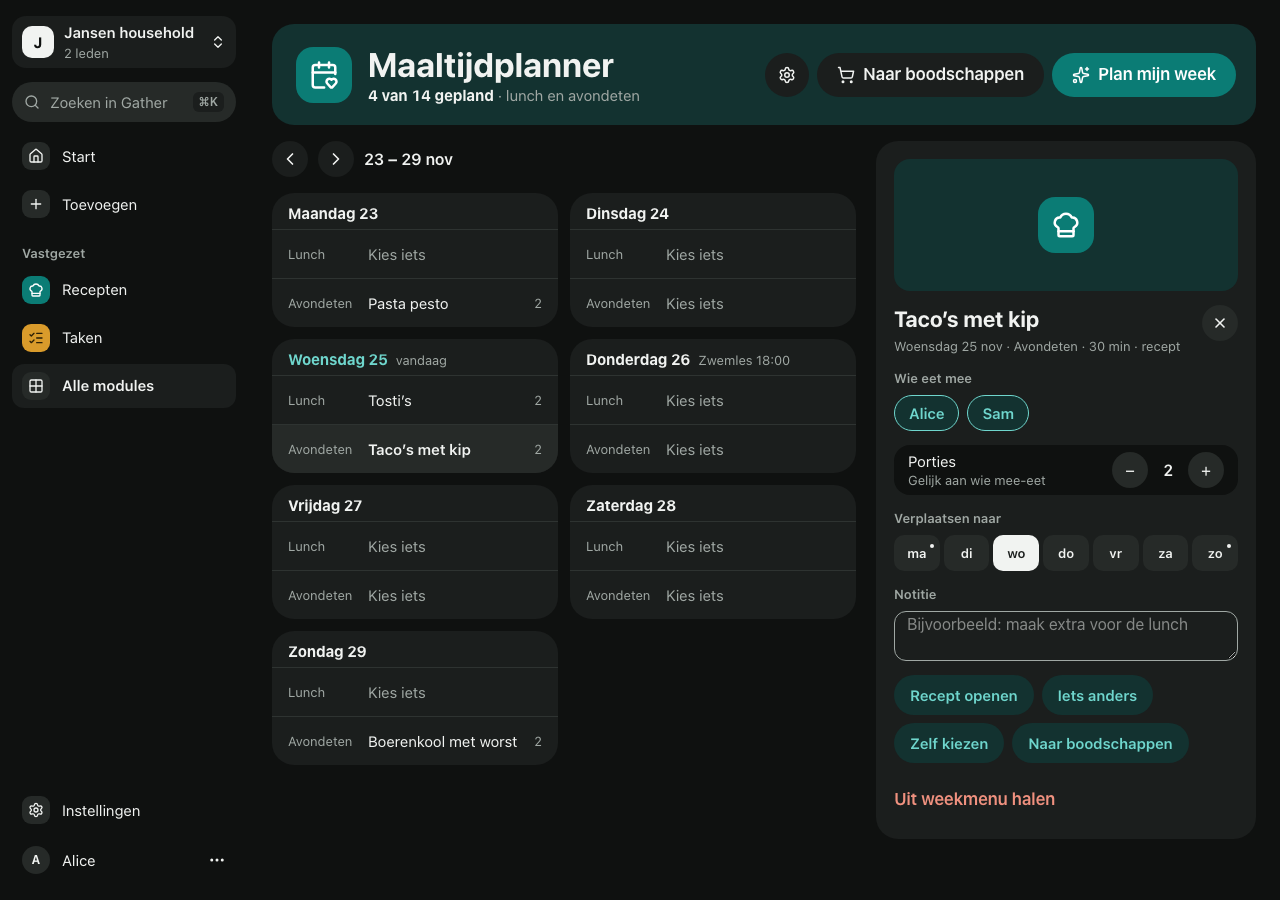 J
Jansen household
2 leden
Zoeken in Gather ⌘K
Start
Toevoegen
Vastgezet
Recepten
Taken
Alle modules
Instellingen
A Alice
Maaltijdplanner
4 van 14 gepland · lunch en avondeten
Naar boodschappen
Plan mijn week
23 – 29 nov
Maandag 23
Lunch Kies iets
Avondeten Pasta pesto 2
Dinsdag 24
Lunch Kies iets
Avondeten Kies iets
Woensdag 25 vandaag
Lunch Tosti’s 2
Avondeten Taco’s met kip 2
Donderdag 26 Zwemles 18:00
Lunch Kies iets
Avondeten Kies iets
Vrijdag 27
Lunch Kies iets
Avondeten Kies iets
Zaterdag 28
Lunch Kies iets
Avondeten Kies iets
Zondag 29
Lunch Kies iets
Avondeten Boerenkool met worst 2
Taco’s met kip
Woensdag 25 nov · Avondeten · 30 min · recept
Wie eet mee
Alice Sam
Porties
Gelijk aan wie mee-eet
− 2 +
Verplaatsen naar
ma di wo do vr za zo
Notitie
Bijvoorbeeld: maak extra voor de lunch
Recept openen Iets anders
Zelf kiezen Naar boodschappen
Uit weekmenu halen